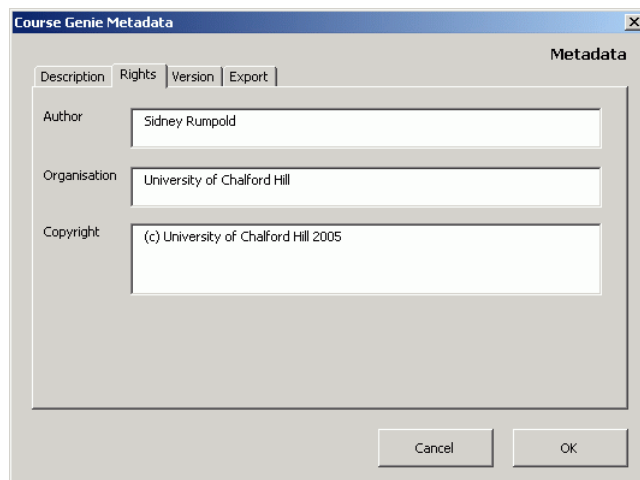 Course Genie Metadata
Metadata
Description Rights Version Export
Author Sidney Rumpold
Organisation University of Chalford Hill
Copyright (c) University of Chalford Hill 2005
Cancel OK